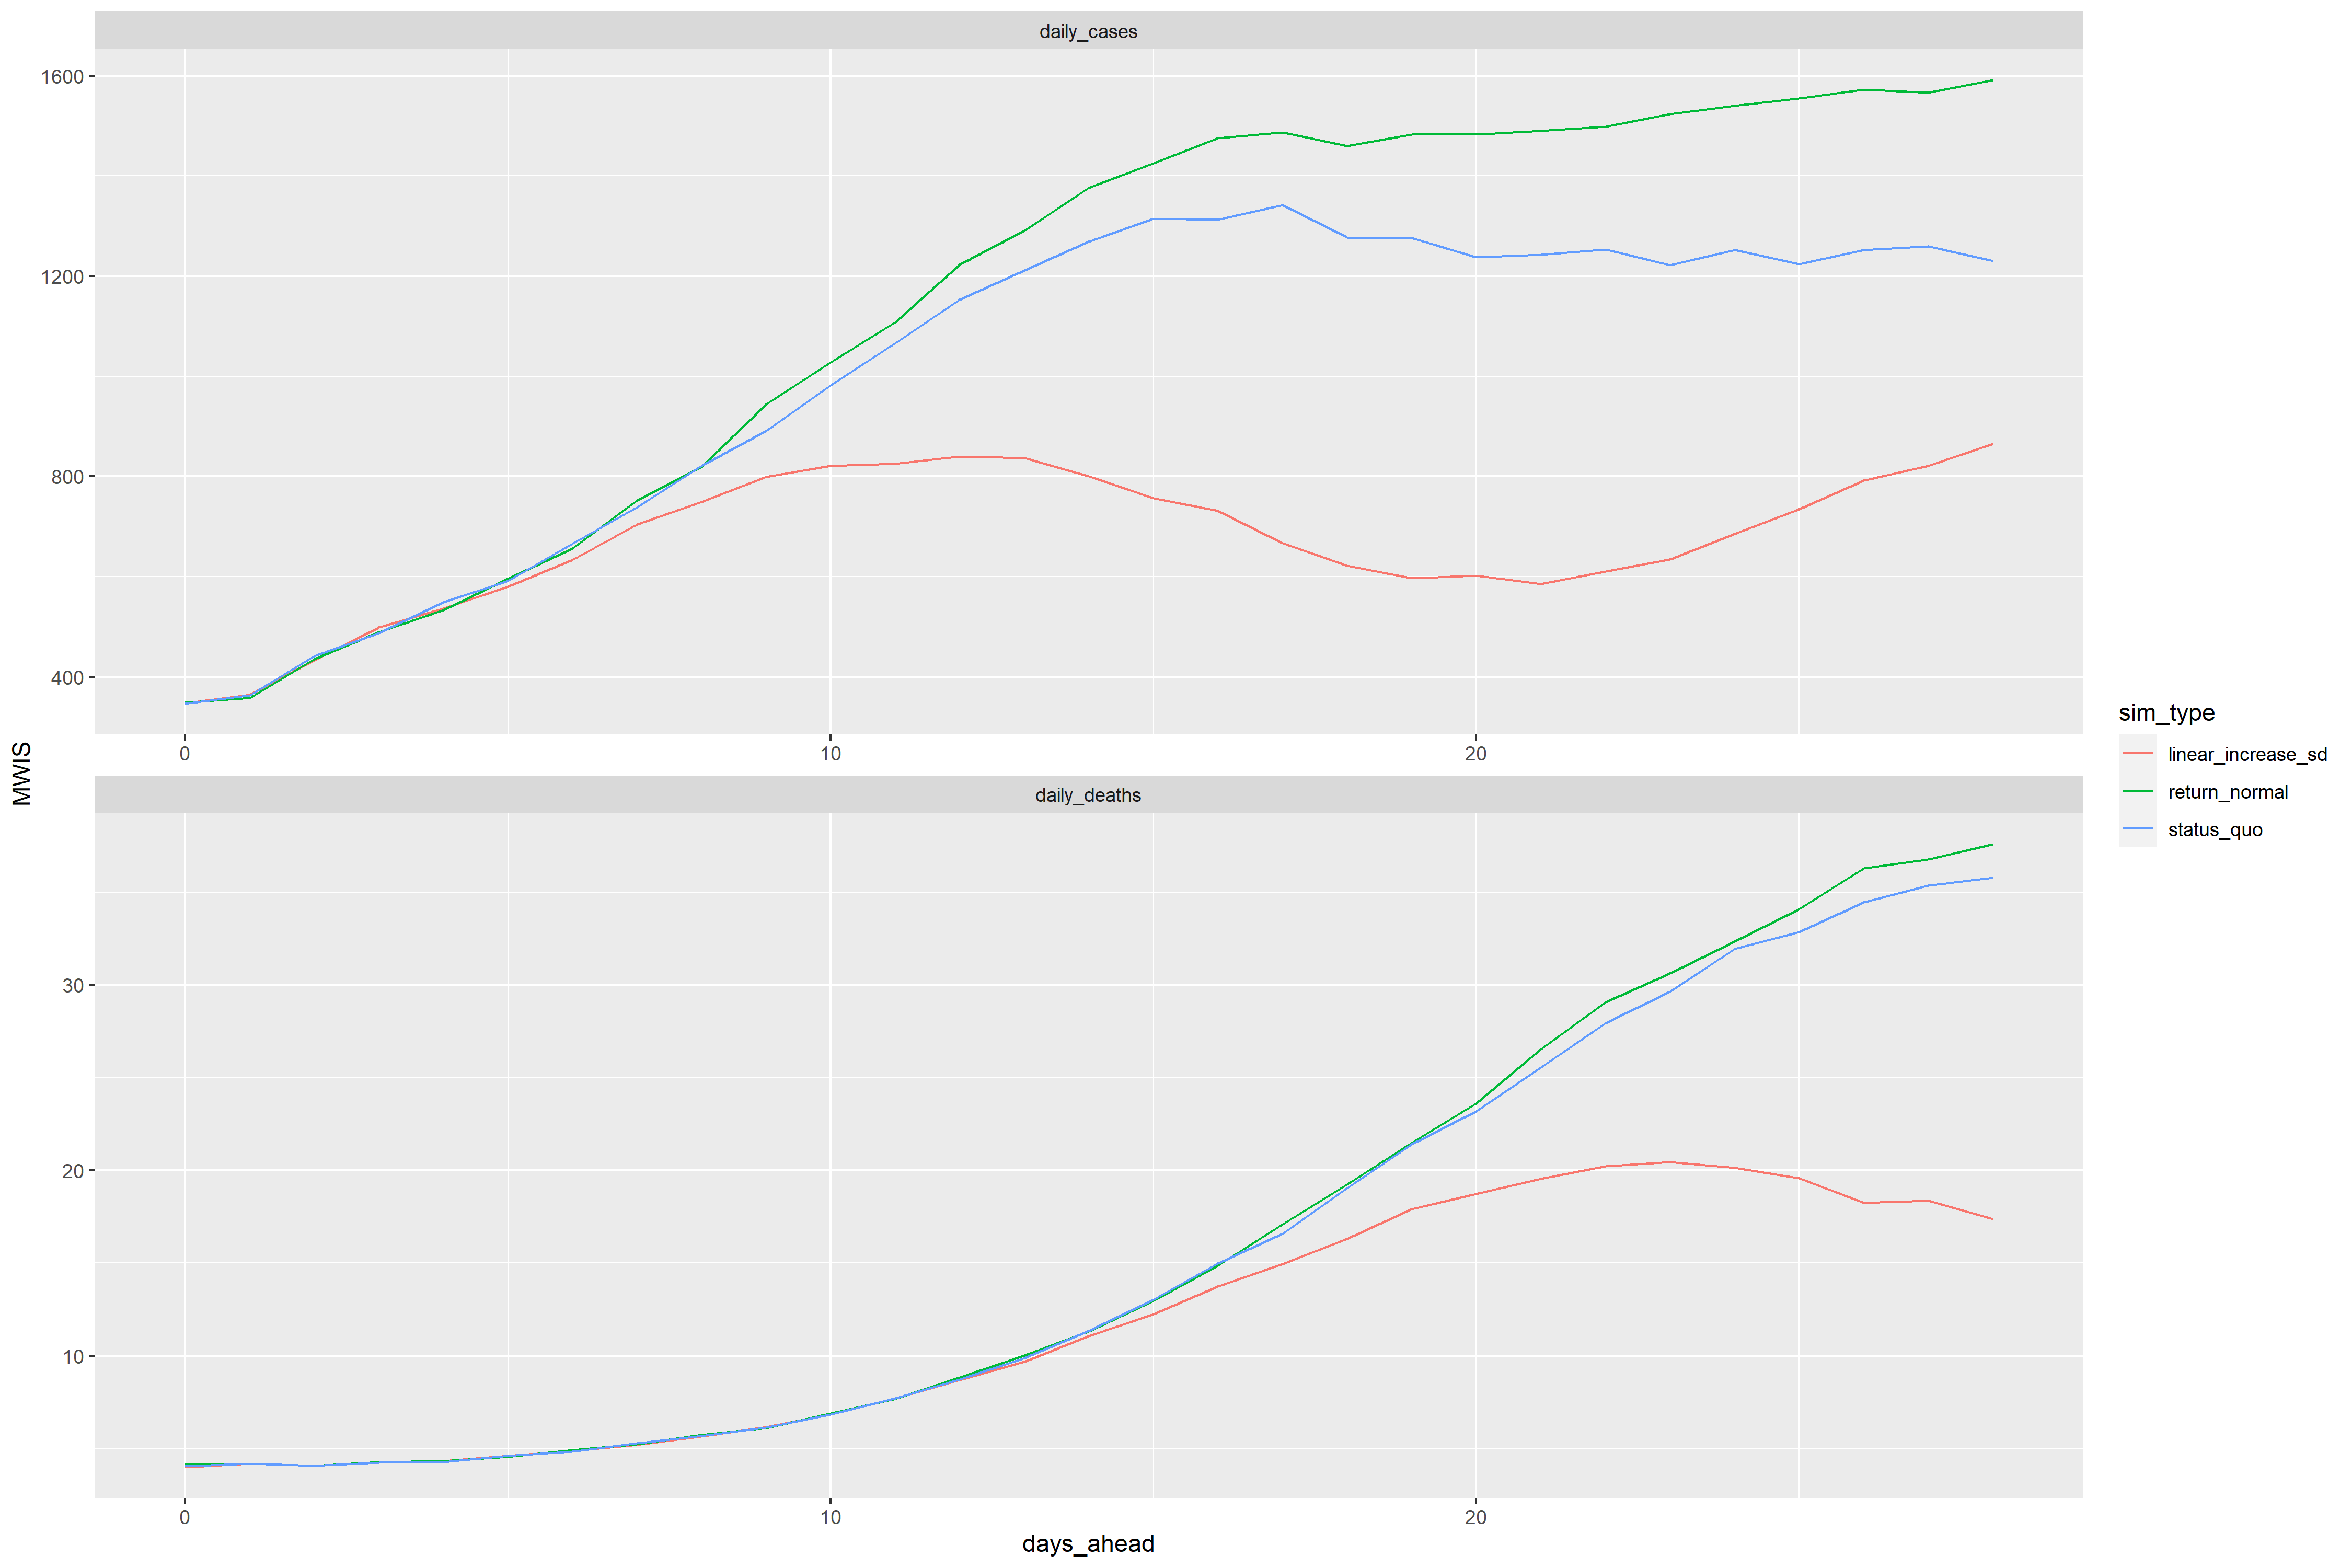 daily_cases
1600
1200
800
400
0 10 20
MWIS
daily_deaths
30
20
10
0 10 20
days_ahead
sim_type
linear_increase_sd
return_normal
status_quo